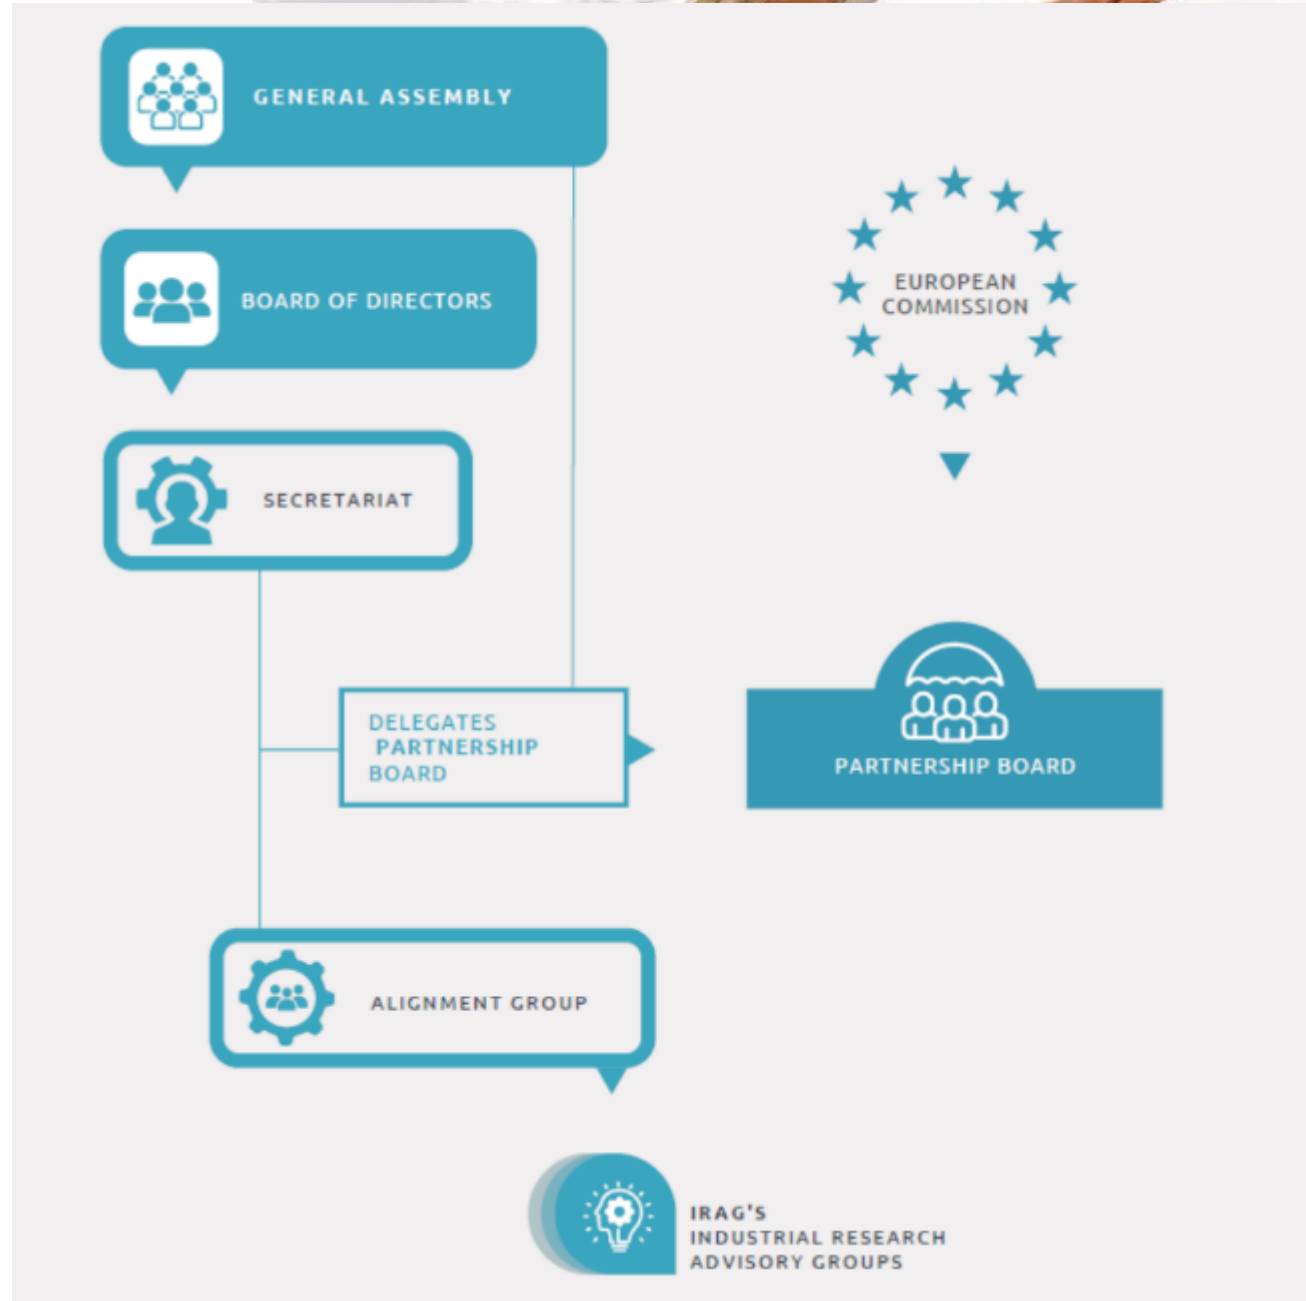 GENERAL ASSEMBLY
BOARD OF DIRECTORS
EUROPEAN
COMMISSION
SECRETARIAT
DELEGATES
PARTNERSHIP
BOARD
PARTNERSHIP BOARD
ALIGNMENT GROUP
IRAG'S
INDUSTRIAL RESEARCH
ADVISORY GROUPS